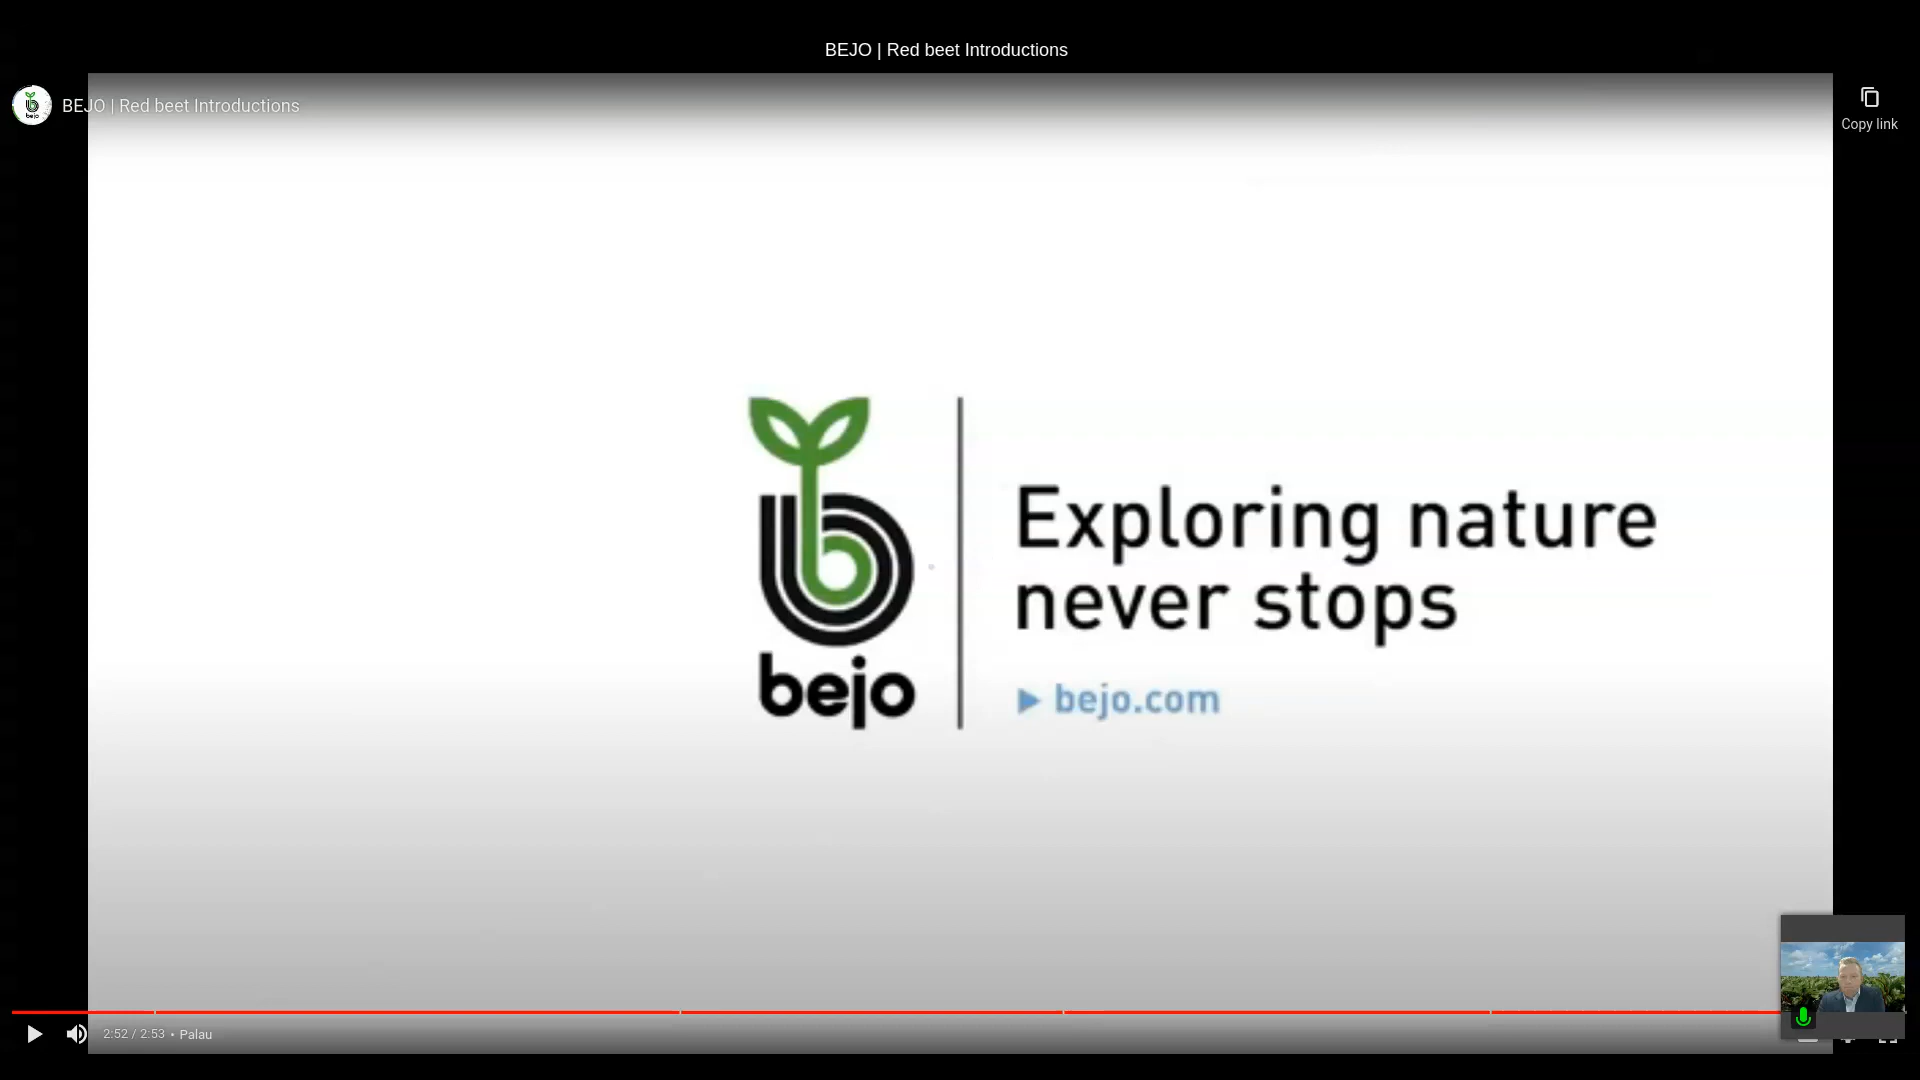 BEJO | Red beet Introductions
BEJO | Red beet Introductions
Copy link
bejo
Exploring nature
never stops
bejo
▶ bejo.com
2:52 / 2:53 • Palau